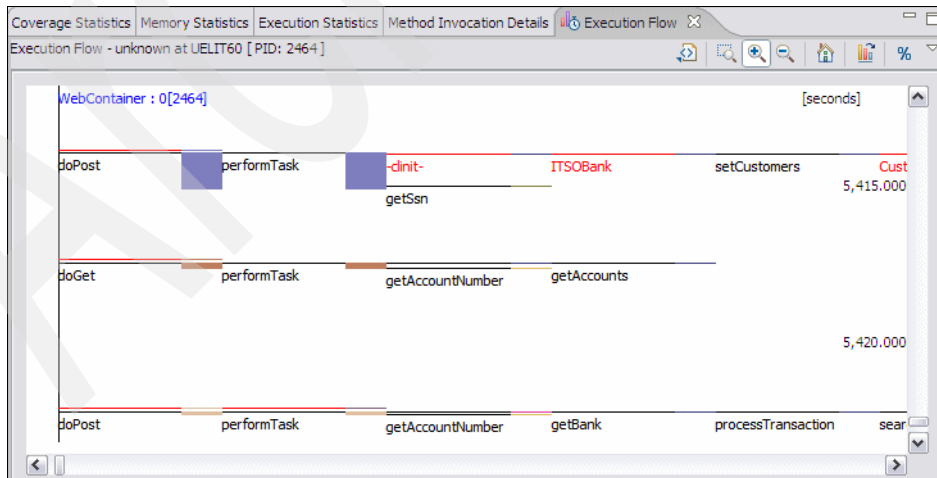 Coverage Statistics Memory Statistics Execution Statistics Method Invocation Details Execution Flow
Execution Flow - unknown at UELIT60 [ PID: 2464 ] %
WebContainer : 0[2464] [seconds]
doPost performTask -clinit- ITSOBank setCustomers Cust
5,415.000
getSsn
doGet performTask getAccountNumber getAccounts
5,420.000
doPost performTask getAccountNumber getBank processTransaction sear